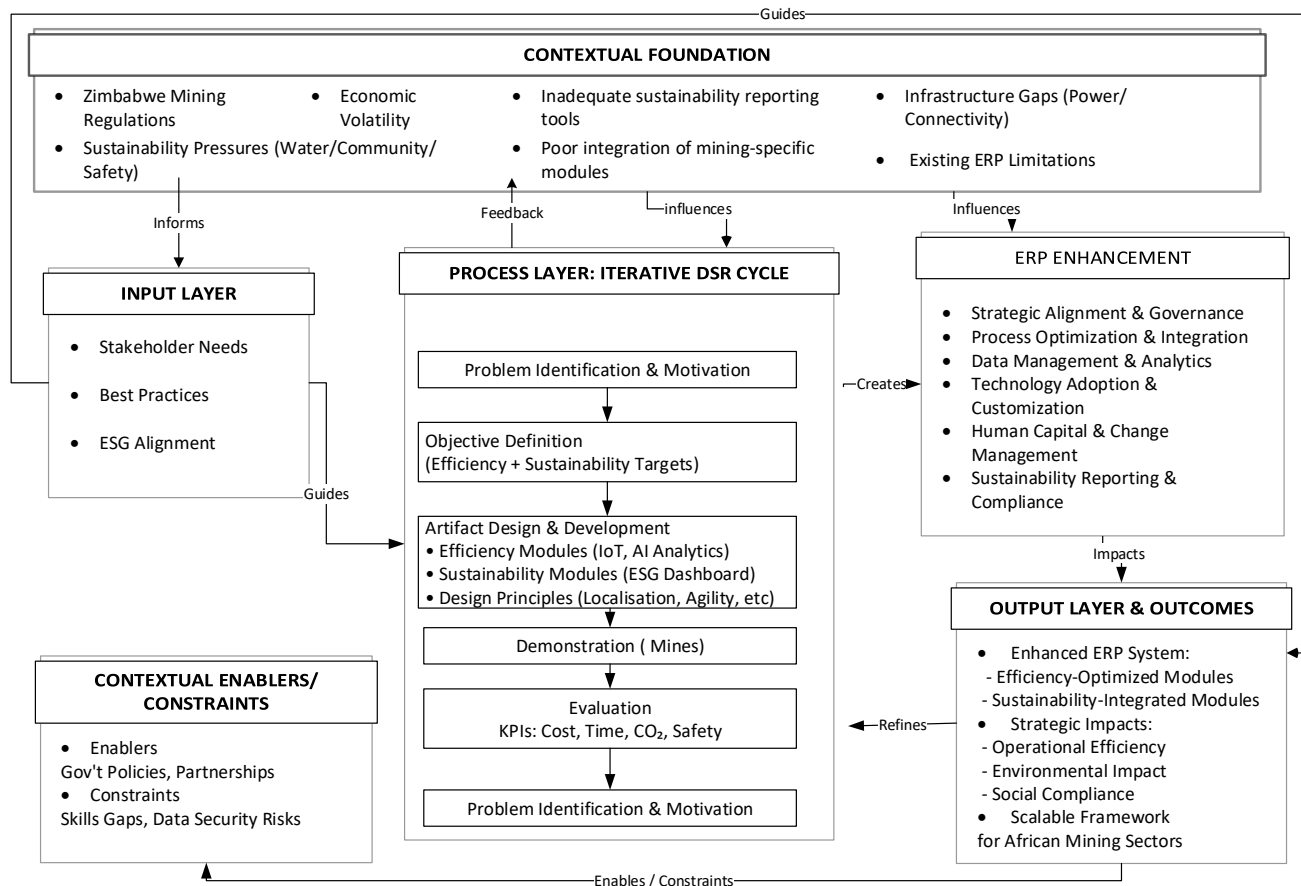 Guides
CONTEXTUAL FOUNDATION
• Zimbabwe Mining
Regulations
• Economic
Volatility
• Inadequate sustainability reporting
tools
• Infrastructure Gaps (Power/
Connectivity)
• Sustainability Pressures (Water/Community/
Safety)
• Poor integration of mining-specific
modules
• Existing ERP Limitations
Informs
Feedback
influences
Influences
INPUT LAYER
• Stakeholder Needs
• Best Practices
• ESG Alignment
Guides
PROCESS LAYER: ITERATIVE DSR CYCLE
Problem Identification & Motivation
Objective Definition
(Efficiency + Sustainability Targets)
Artifact Design & Development
• Efficiency Modules (IoT, AI Analytics)
• Sustainability Modules (ESG Dashboard)
• Design Principles (Localisation, Agility, etc)
Demonstration ( Mines)
Evaluation
KPIs: Cost, Time, CO₂, Safety
Problem Identification & Motivation
Creates
ERP ENHANCEMENT
• Strategic Alignment & Governance
• Process Optimization & Integration
• Data Management & Analytics
• Technology Adoption &
Customization
• Human Capital & Change
Management
• Sustainability Reporting &
Compliance
Impacts
OUTPUT LAYER & OUTCOMES
• Enhanced ERP System:
- Efficiency-Optimized Modules
- Sustainability-Integrated Modules
• Strategic Impacts:
- Operational Efficiency
- Environmental Impact
- Social Compliance
• Scalable Framework
for African Mining Sectors
Refines
CONTEXTUAL ENABLERS/
CONSTRAINTS
• Enablers
Gov't Policies, Partnerships
• Constraints
Skills Gaps, Data Security Risks
Enables / Constraints